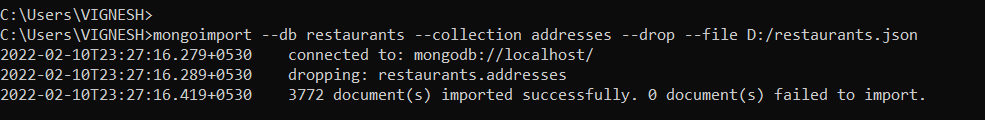 C:\Users\VIGNESH>
C:\Users\VIGNESH>mongoimport --db restaurants --collection addresses --drop --file D:/restaurants.json
2022-02-10T23:27:16.279+0530    connected to: mongodb://localhost/
2022-02-10T23:27:16.289+0530    dropping: restaurants.addresses
2022-02-10T23:27:16.419+0530    3772 document(s) imported successfully. 0 document(s) failed to import.